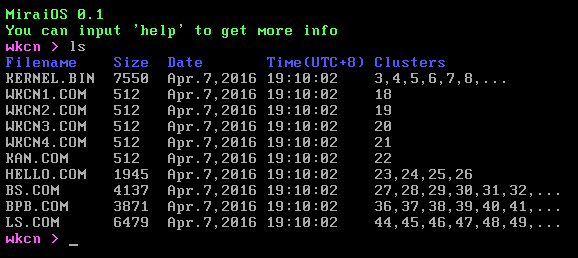 MiraiOS 0.1
You can input 'help' to get more info
wkcn > ls
Filename Size Date Time(UTC+8) Clusters
KERNEL.BIN 7550 Apr.7,2016 19:10:02 3,4,5,6,7,8,...
WKCN1.COM 512 Apr.7,2016 19:10:02 18
WKCN2.COM 512 Apr.7,2016 19:10:02 19
WKCN3.COM 512 Apr.7,2016 19:10:02 20
WKCN4.COM 512 Apr.7,2016 19:10:02 21
KAN.COM 512 Apr.7,2016 19:10:02 22
HELLO.COM 1945 Apr.7,2016 19:10:02 23,24,25,26
BS.COM 4137 Apr.7,2016 19:10:02 27,28,29,30,31,32,...
BPB.COM 3871 Apr.7,2016 19:10:02 36,37,38,39,40,41,...
LS.COM 6479 Apr.7,2016 19:10:02 44,45,46,47,48,49,...
wkcn > _